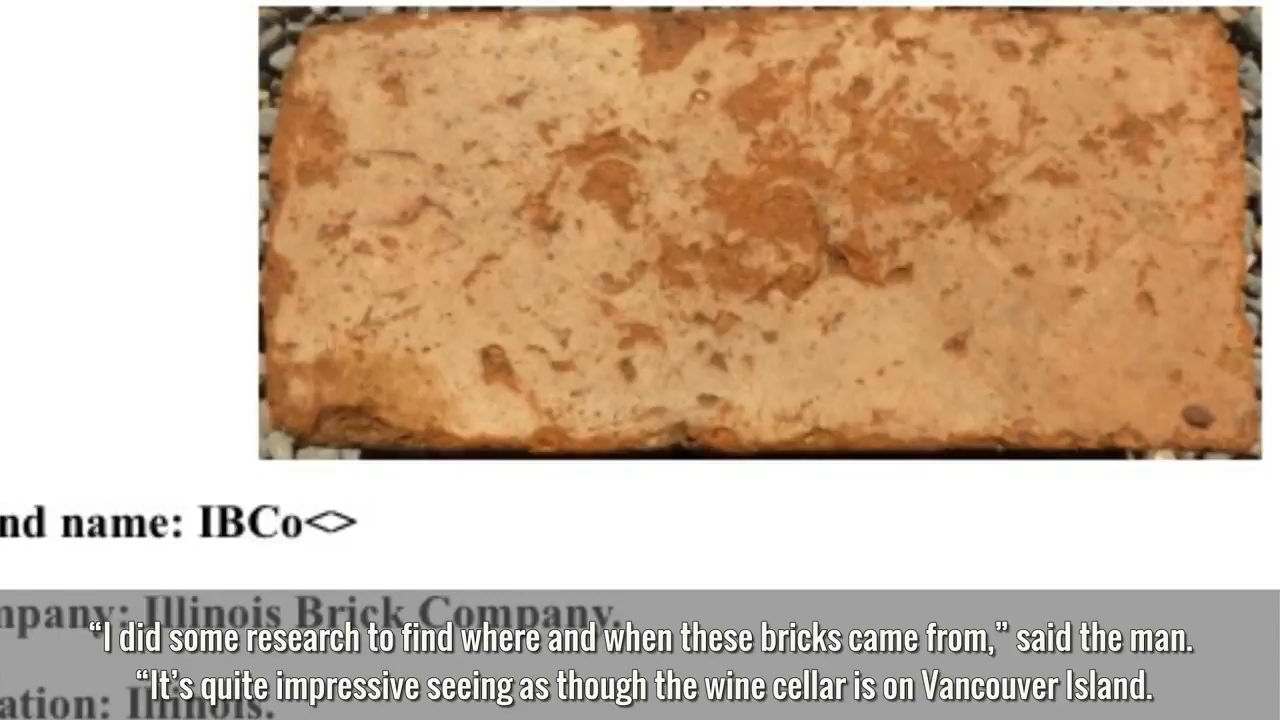 nd name: IBCo<>
mpany: Illinois Brick Company.
“I did some research to find where and when these bricks came from,” said the man.
“It’s quite impressive seeing as though the wine cellar is on Vancouver Island.
ation: Illinois.